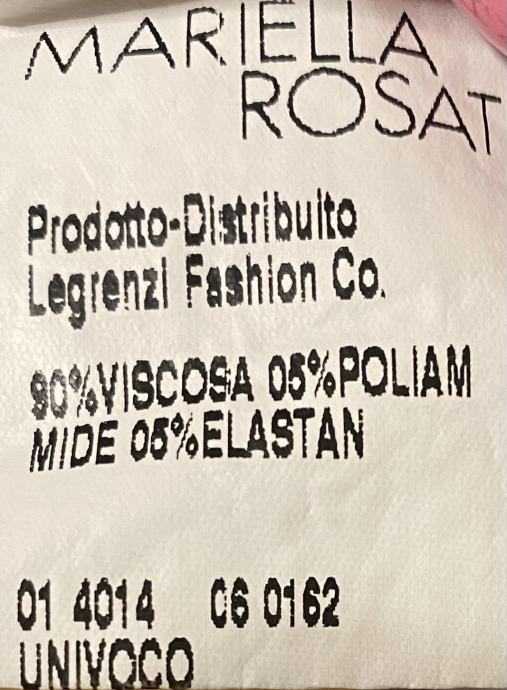 MARIELLA
ROSAT
Prodotto-Distribuito
Legrenzi Fashion Co.
90%VISCOSA 05%POLIAM
MIDE 05%ELASTAN
01 4014 C6 0162
UNIVOCO